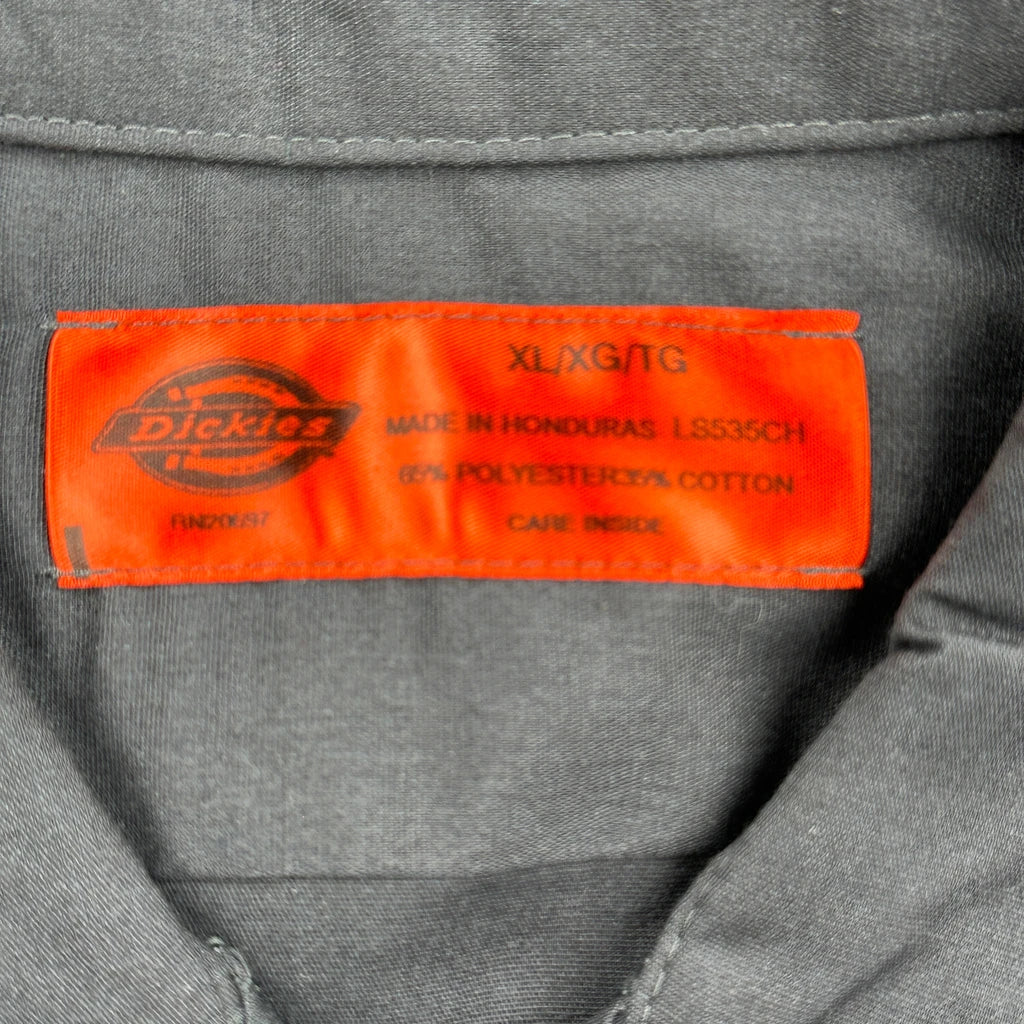 Dickies
RN20697
XL/XG/TG
MADE IN HONDURAS LS535CH
65% POLYESTER35% COTTON
CARE INSIDE